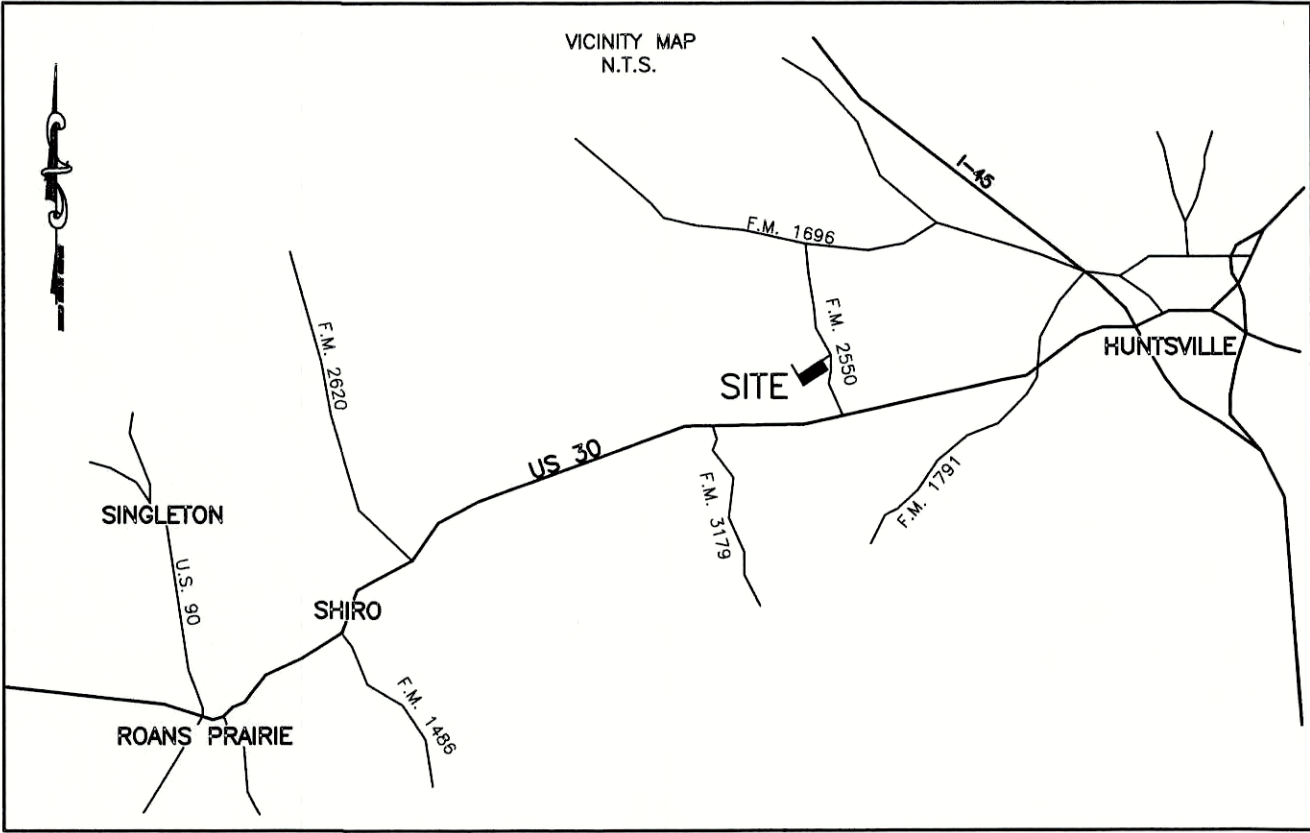 VICINITY MAP
N.T.S.
I-45
F.M. 1696
F.M. 2550
F.M. 2620
HUNTSVILLE
SITE
US 30
F.M. 1791
F.M. 3179
SINGLETON
U.S. 90
SHIRO
F.M. 1486
ROANS PRAIRIE